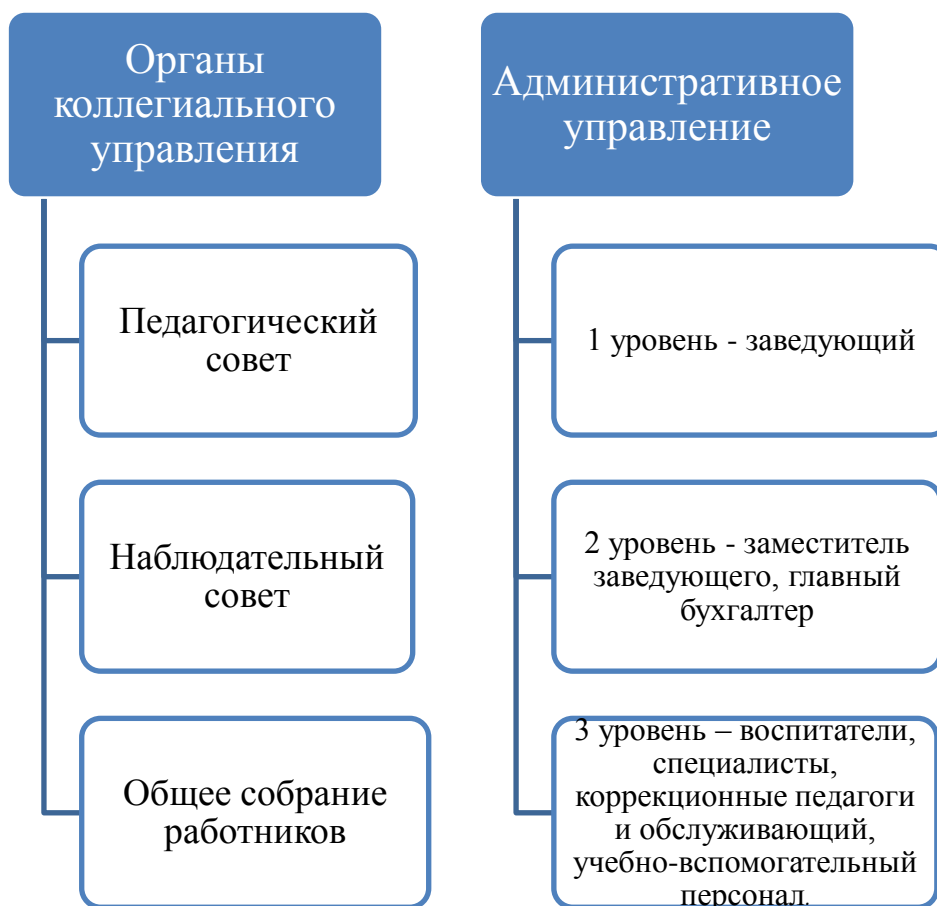 Органы
коллегиального
управления
Педагогический
совет
Наблюдательный
совет
Общее собрание
работников
Административное
управление
1 уровень - заведующий
2 уровень - заместитель
заведующего, главный
бухгалтер
3 уровень – воспитатели,
специалисты,
коррекционные педагоги
и обслуживающий,
учебно-вспомогательный
персонал.